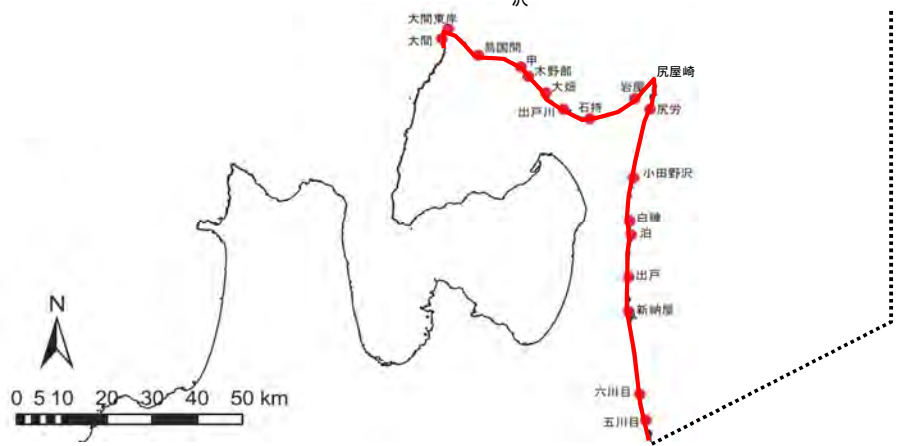 沢
大間東岸
大間
島国間
甲
木野部
大畑
出戸川
石持
岩屋
尻屋崎
尻労
小田野沢
白糠
泊
出戸
新納屋
六川目
五川目
N
0 5 10 20 30 40 50 km